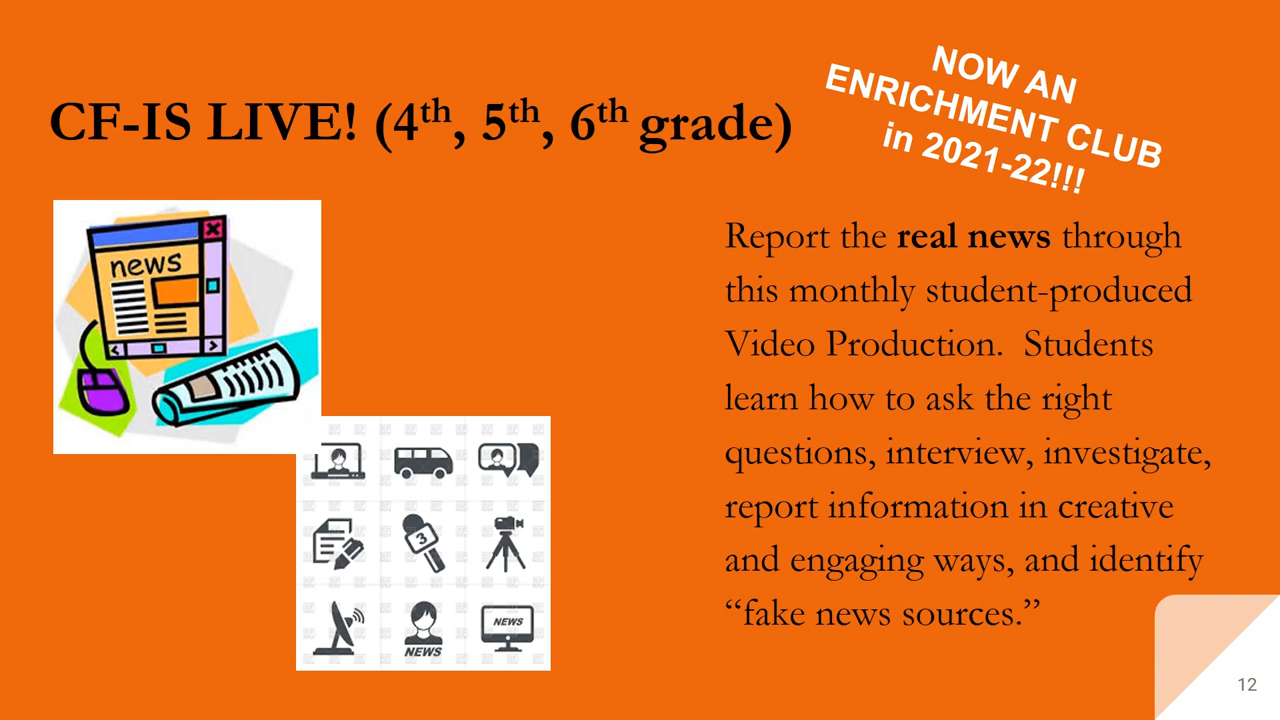 CF-IS LIVE! (4th, 5th, 6th grade)
NOW AN
ENRICHMENT CLUB
in 2021-22!!!
news
Report the real news through
this monthly student-produced
Video Production.  Students
learn how to ask the right
questions, interview, investigate,
report information in creative
and engaging ways, and identify
“fake news sources.”
3
NEWS
NEWS
12